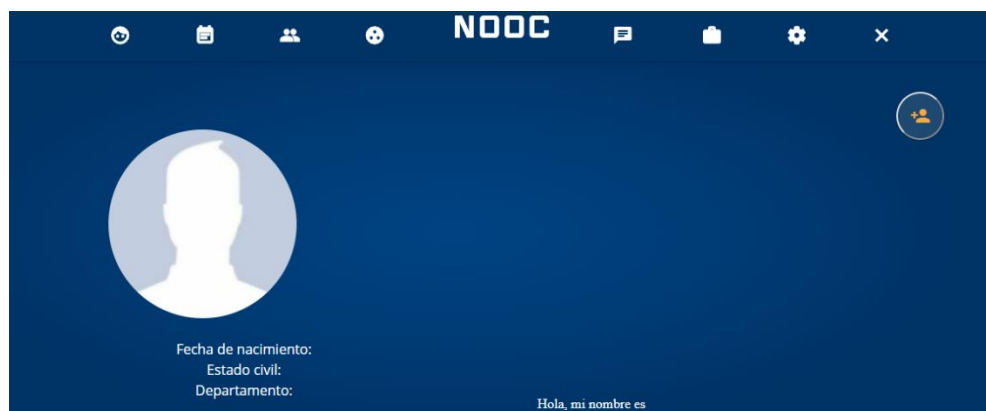 NOOC
Fecha de nacimiento:
Estado civil:
Departamento:
Hola, mi nombre es